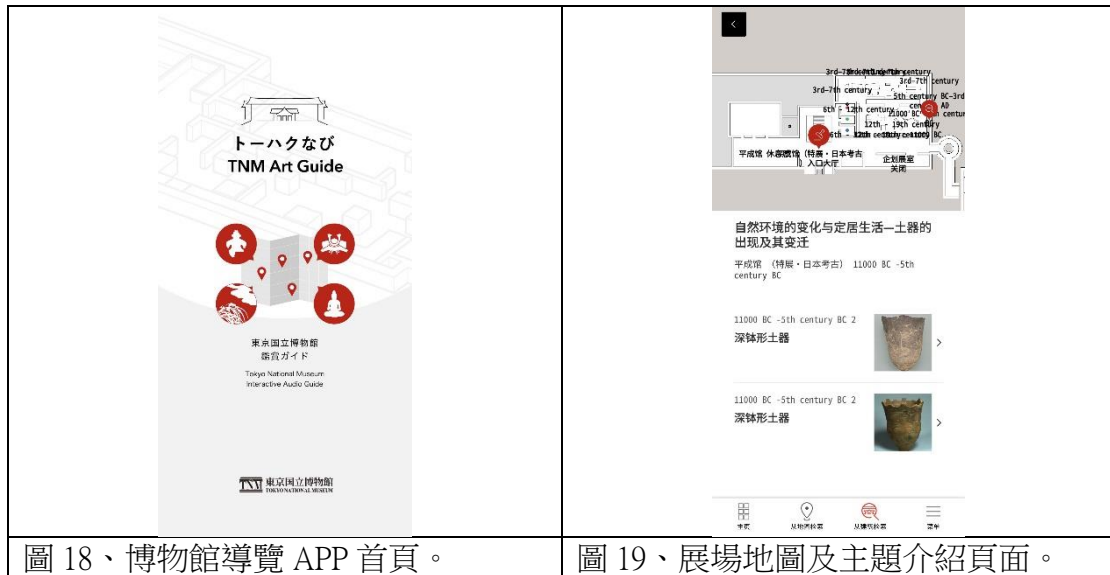 トーハクなび
TNM Art Guide
東京国立博物館
鑑賞ガイド
Tokyo National Museum
Interactive Audio Guide
TNM 東京国立博物館
TOKYO NATIONAL MUSEUM
圖 18、博物館導覽 APP 首頁。
3rd-7th century
3rd-7th century
5th century BC-3rd
12th - 19th century
平成馆
入口大厅
企划展室
关闭
自然环境的变化与定居生活—土器的
出现及其变迁
平成馆 （特展・日本考古） 11000 BC -5th
century BC
11000 BC -5th century BC 2
深钵形土器
11000 BC -5th century BC 2
深钵形土器
主页
菜单
圖 19、展場地圖及主題介紹頁面。